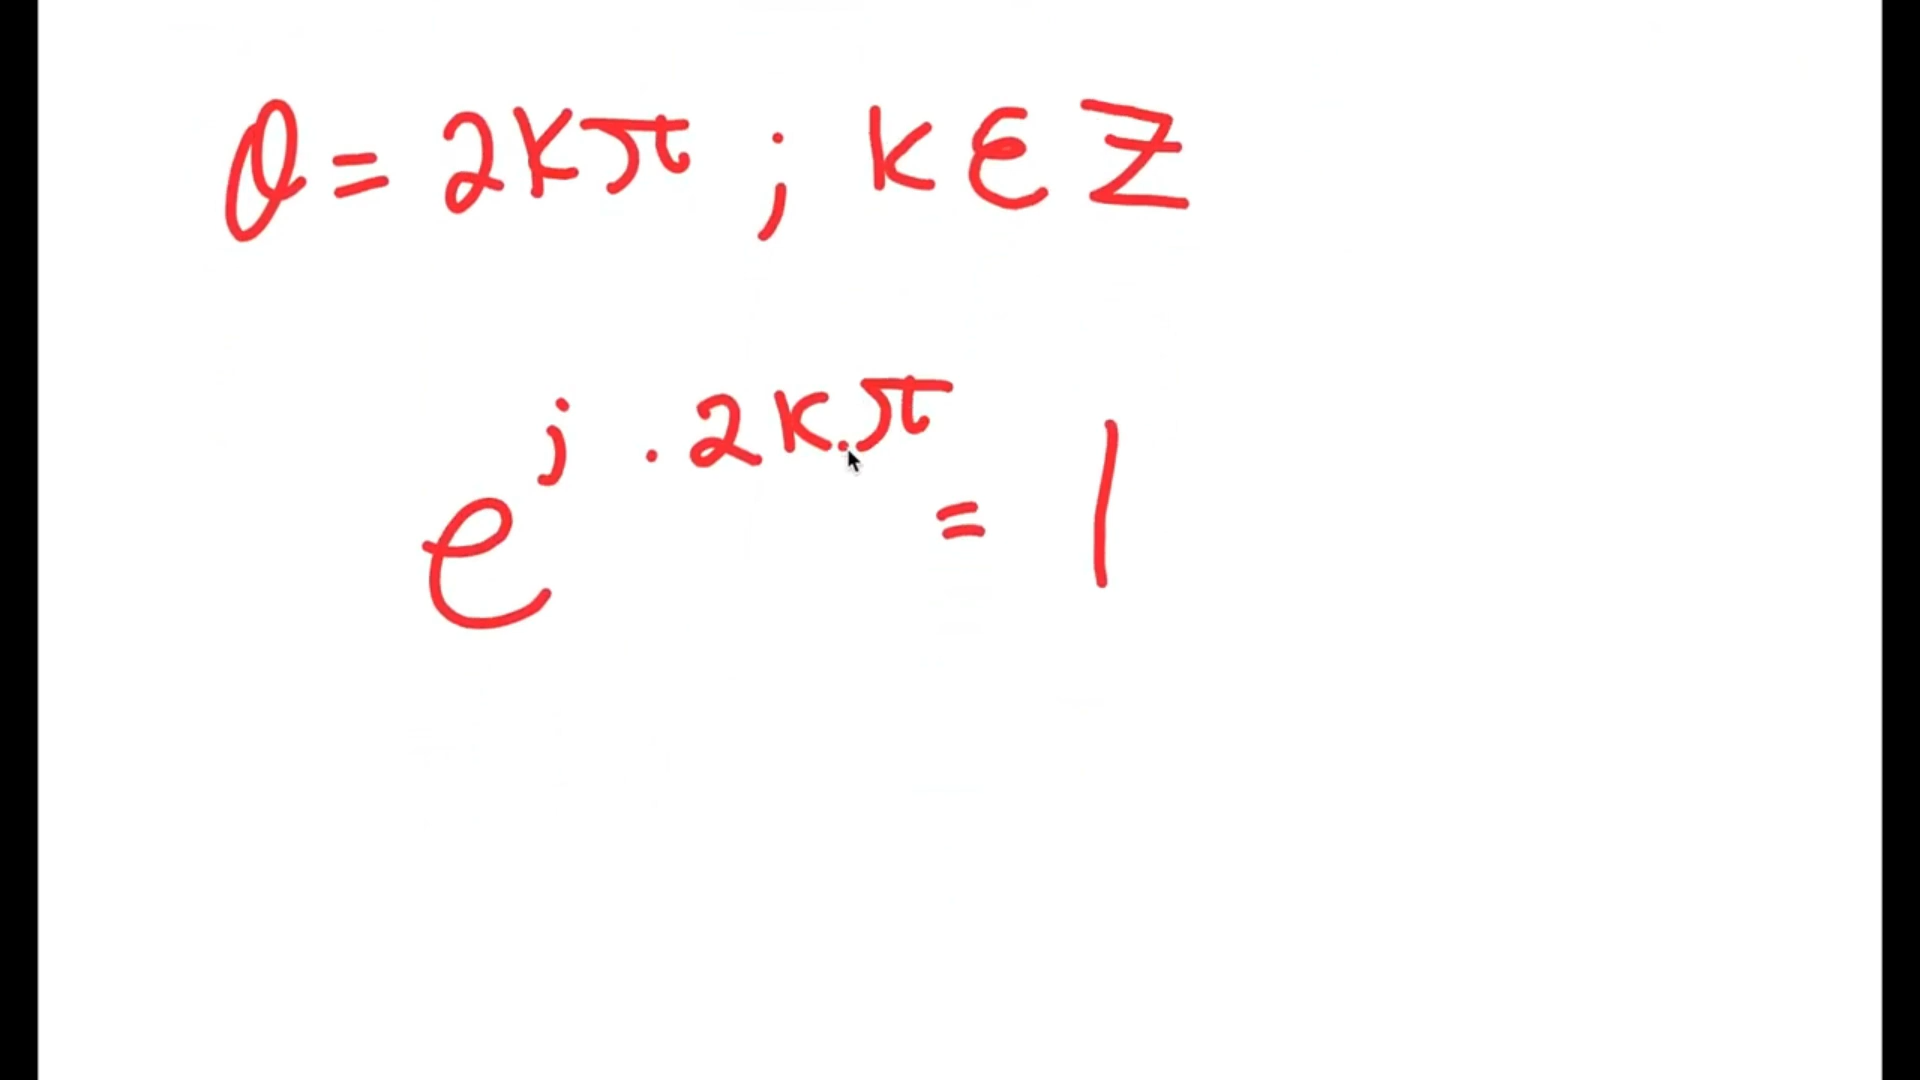 θ = 2kπ ; k ∈ Z
e^{j · 2k·π} = 1